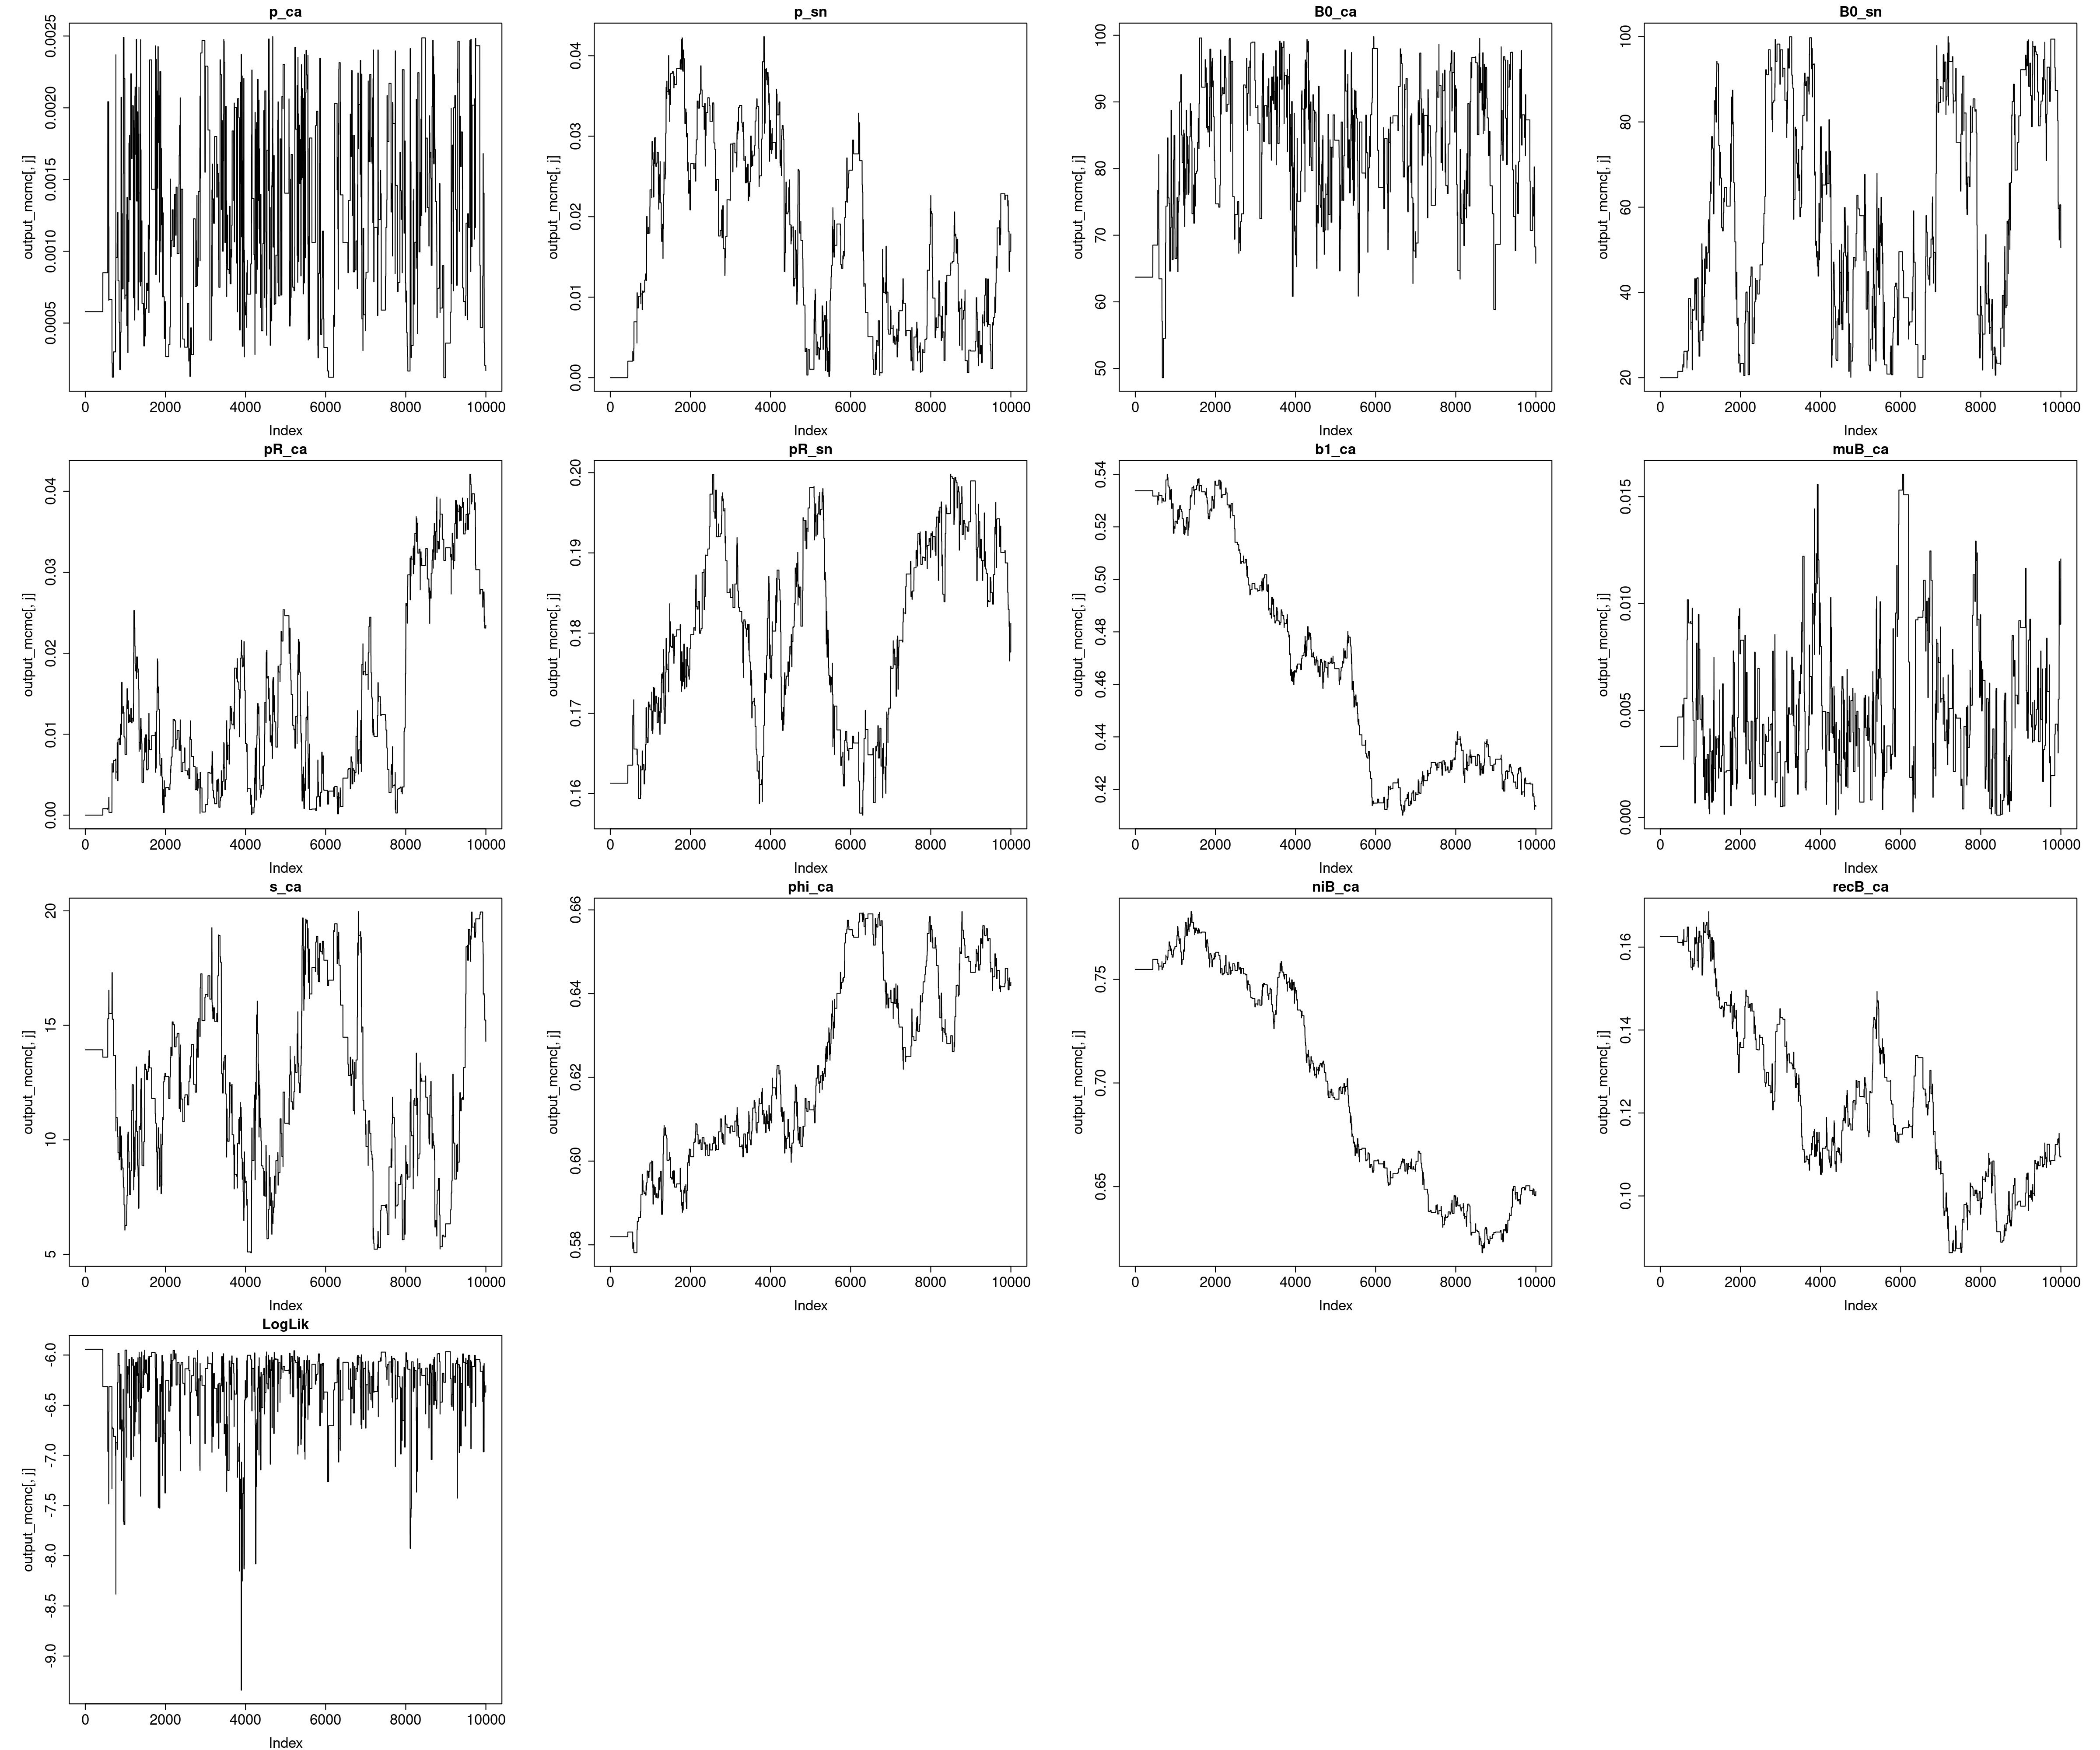 p_ca
p_sn
B0_ca
B0_sn
output_mcmc[, j]
0.0005 0.0010 0.0015 0.0020 0.0025
0 2000 4000 6000 8000 10000
Index
output_mcmc[, j]
0.00 0.01 0.02 0.03 0.04
0 2000 4000 6000 8000 10000
Index
output_mcmc[, j]
50 60 70 80 90 100
0 2000 4000 6000 8000 10000
Index
output_mcmc[, j]
20 40 60 80 100
0 2000 4000 6000 8000 10000
Index
pR_ca
pR_sn
b1_ca
muB_ca
output_mcmc[, j]
0.00 0.01 0.02 0.03 0.04
0 2000 4000 6000 8000 10000
Index
output_mcmc[, j]
0.16 0.17 0.18 0.19 0.20
0 2000 4000 6000 8000 10000
Index
output_mcmc[, j]
0.42 0.44 0.46 0.48 0.50 0.52 0.54
0 2000 4000 6000 8000 10000
Index
output_mcmc[, j]
0.000 0.005 0.010 0.015
0 2000 4000 6000 8000 10000
Index
s_ca
phi_ca
niB_ca
recB_ca
output_mcmc[, j]
5 10 15 20
0 2000 4000 6000 8000 10000
Index
output_mcmc[, j]
0.58 0.60 0.62 0.64 0.66
0 2000 4000 6000 8000 10000
Index
output_mcmc[, j]
0.65 0.70 0.75
0 2000 4000 6000 8000 10000
Index
output_mcmc[, j]
0.10 0.12 0.14 0.16
0 2000 4000 6000 8000 10000
Index
LogLik
output_mcmc[, j]
-9.0 -8.5 -8.0 -7.5 -7.0 -6.5 -6.0
0 2000 4000 6000 8000 10000
Index